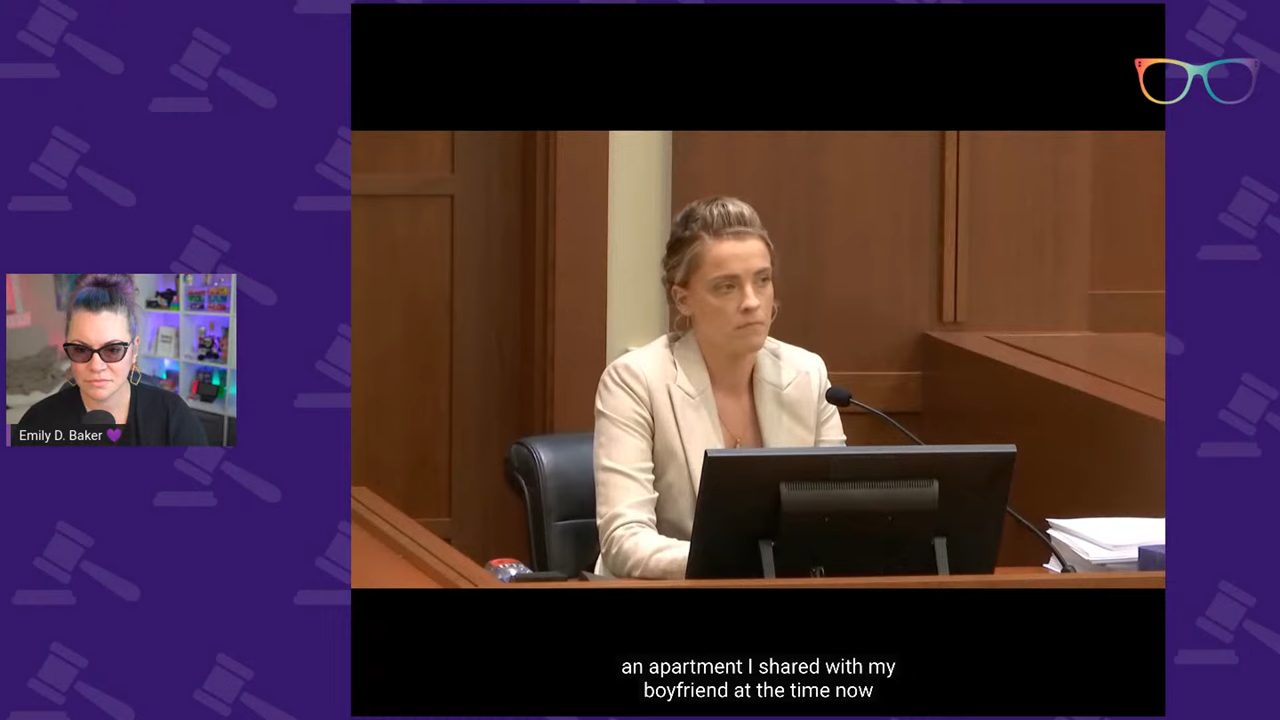 Emily D. Baker 💜
an apartment I shared with my
boyfriend at the time now